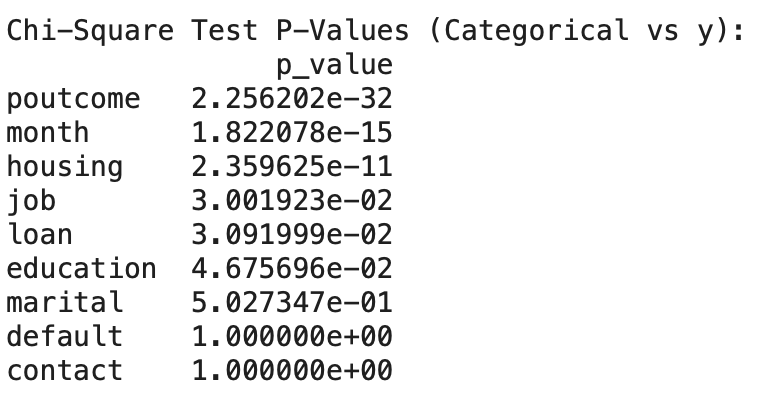 Chi-Square Test P-Values (Categorical vs y):
p_value
poutcome 2.256202e-32
month 1.822078e-15
housing 2.359625e-11
job 3.001923e-02
loan 3.091999e-02
education 4.675696e-02
marital 5.027347e-01
default 1.000000e+00
contact 1.000000e+00